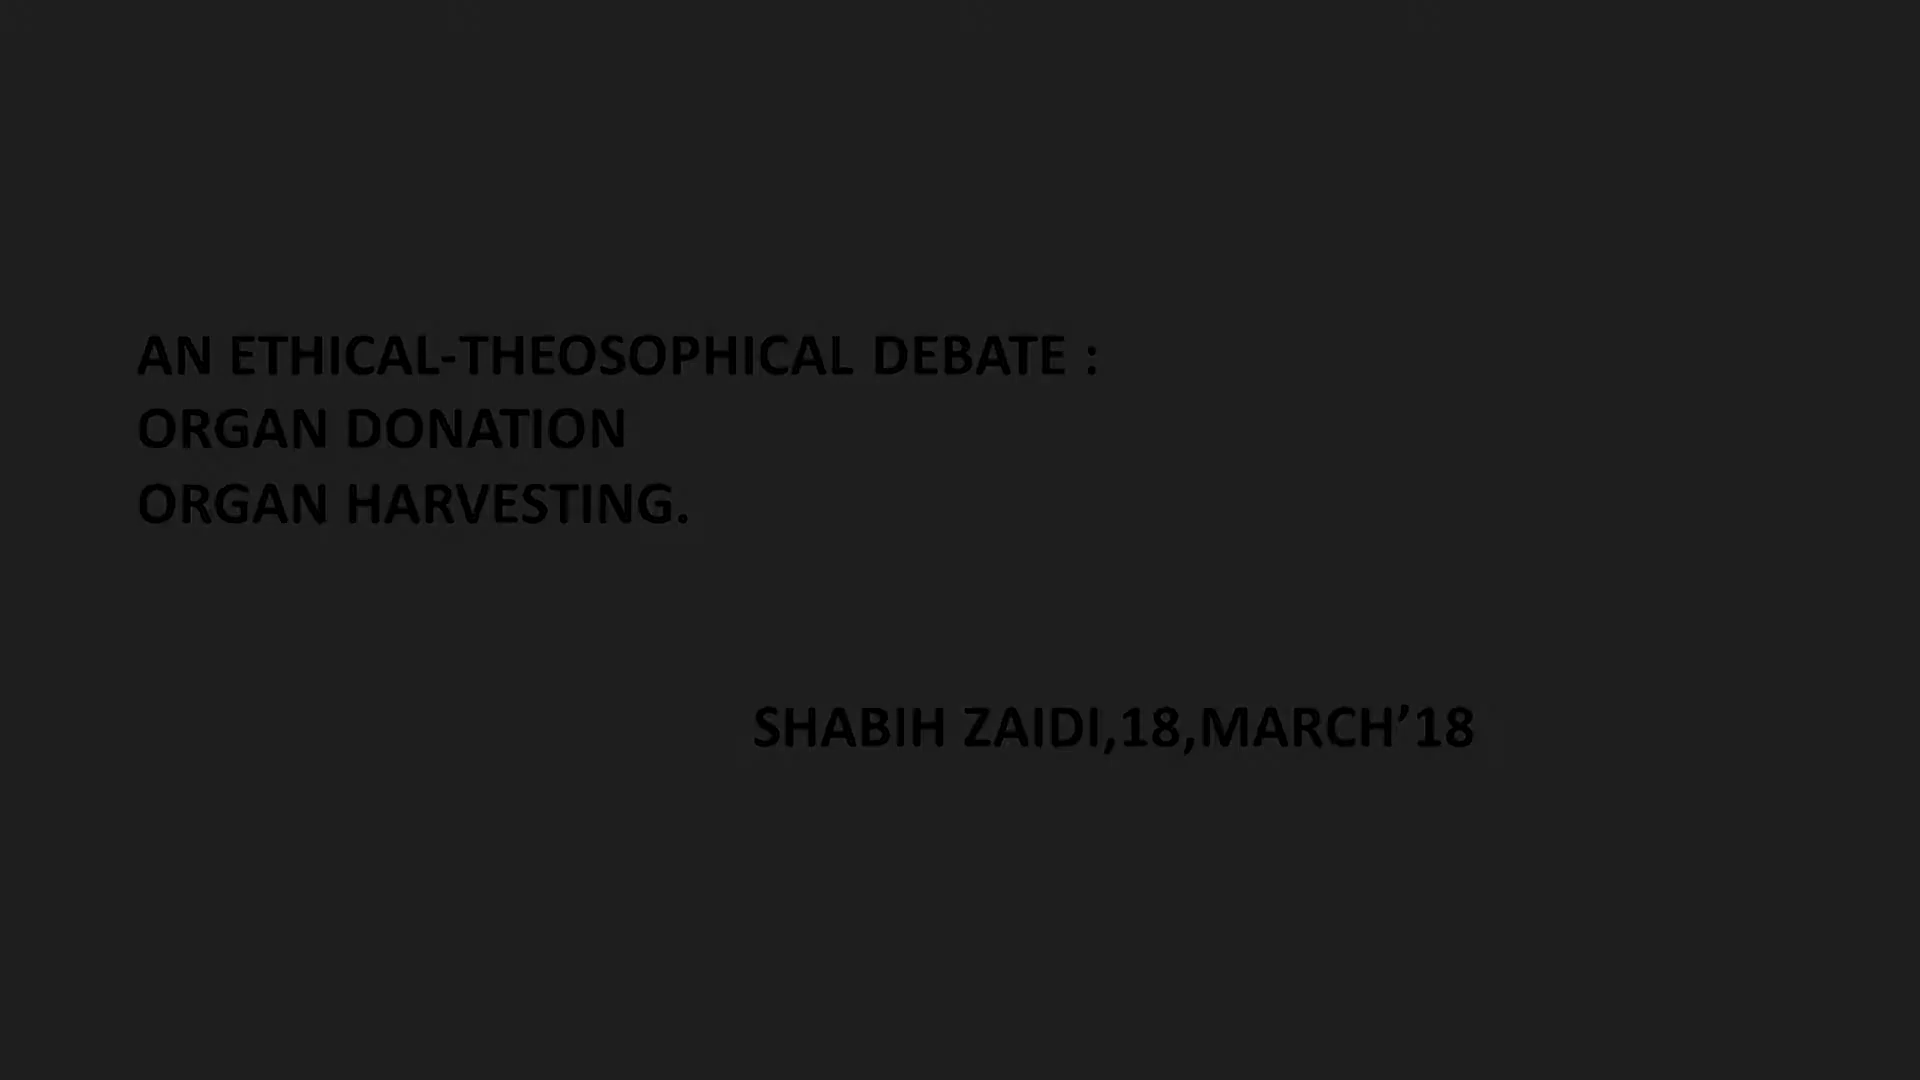 AN ETHICAL-THEOSOPHICAL DEBATE :
ORGAN DONATION
ORGAN HARVESTING.
SHABIH ZAIDI,18,MARCH’18